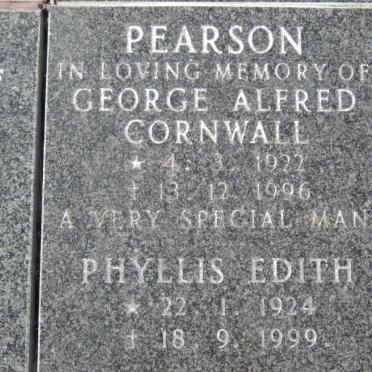 PEARSON
IN LOVING MEMORY OF
GEORGE ALFRED
CORNWALL
★ 4. 3. 1922
† 13. 12. 1996
A VERY SPECIAL MAN
PHYLLIS EDITH
★ 22. 1. 1924
† 18. 9. 1999